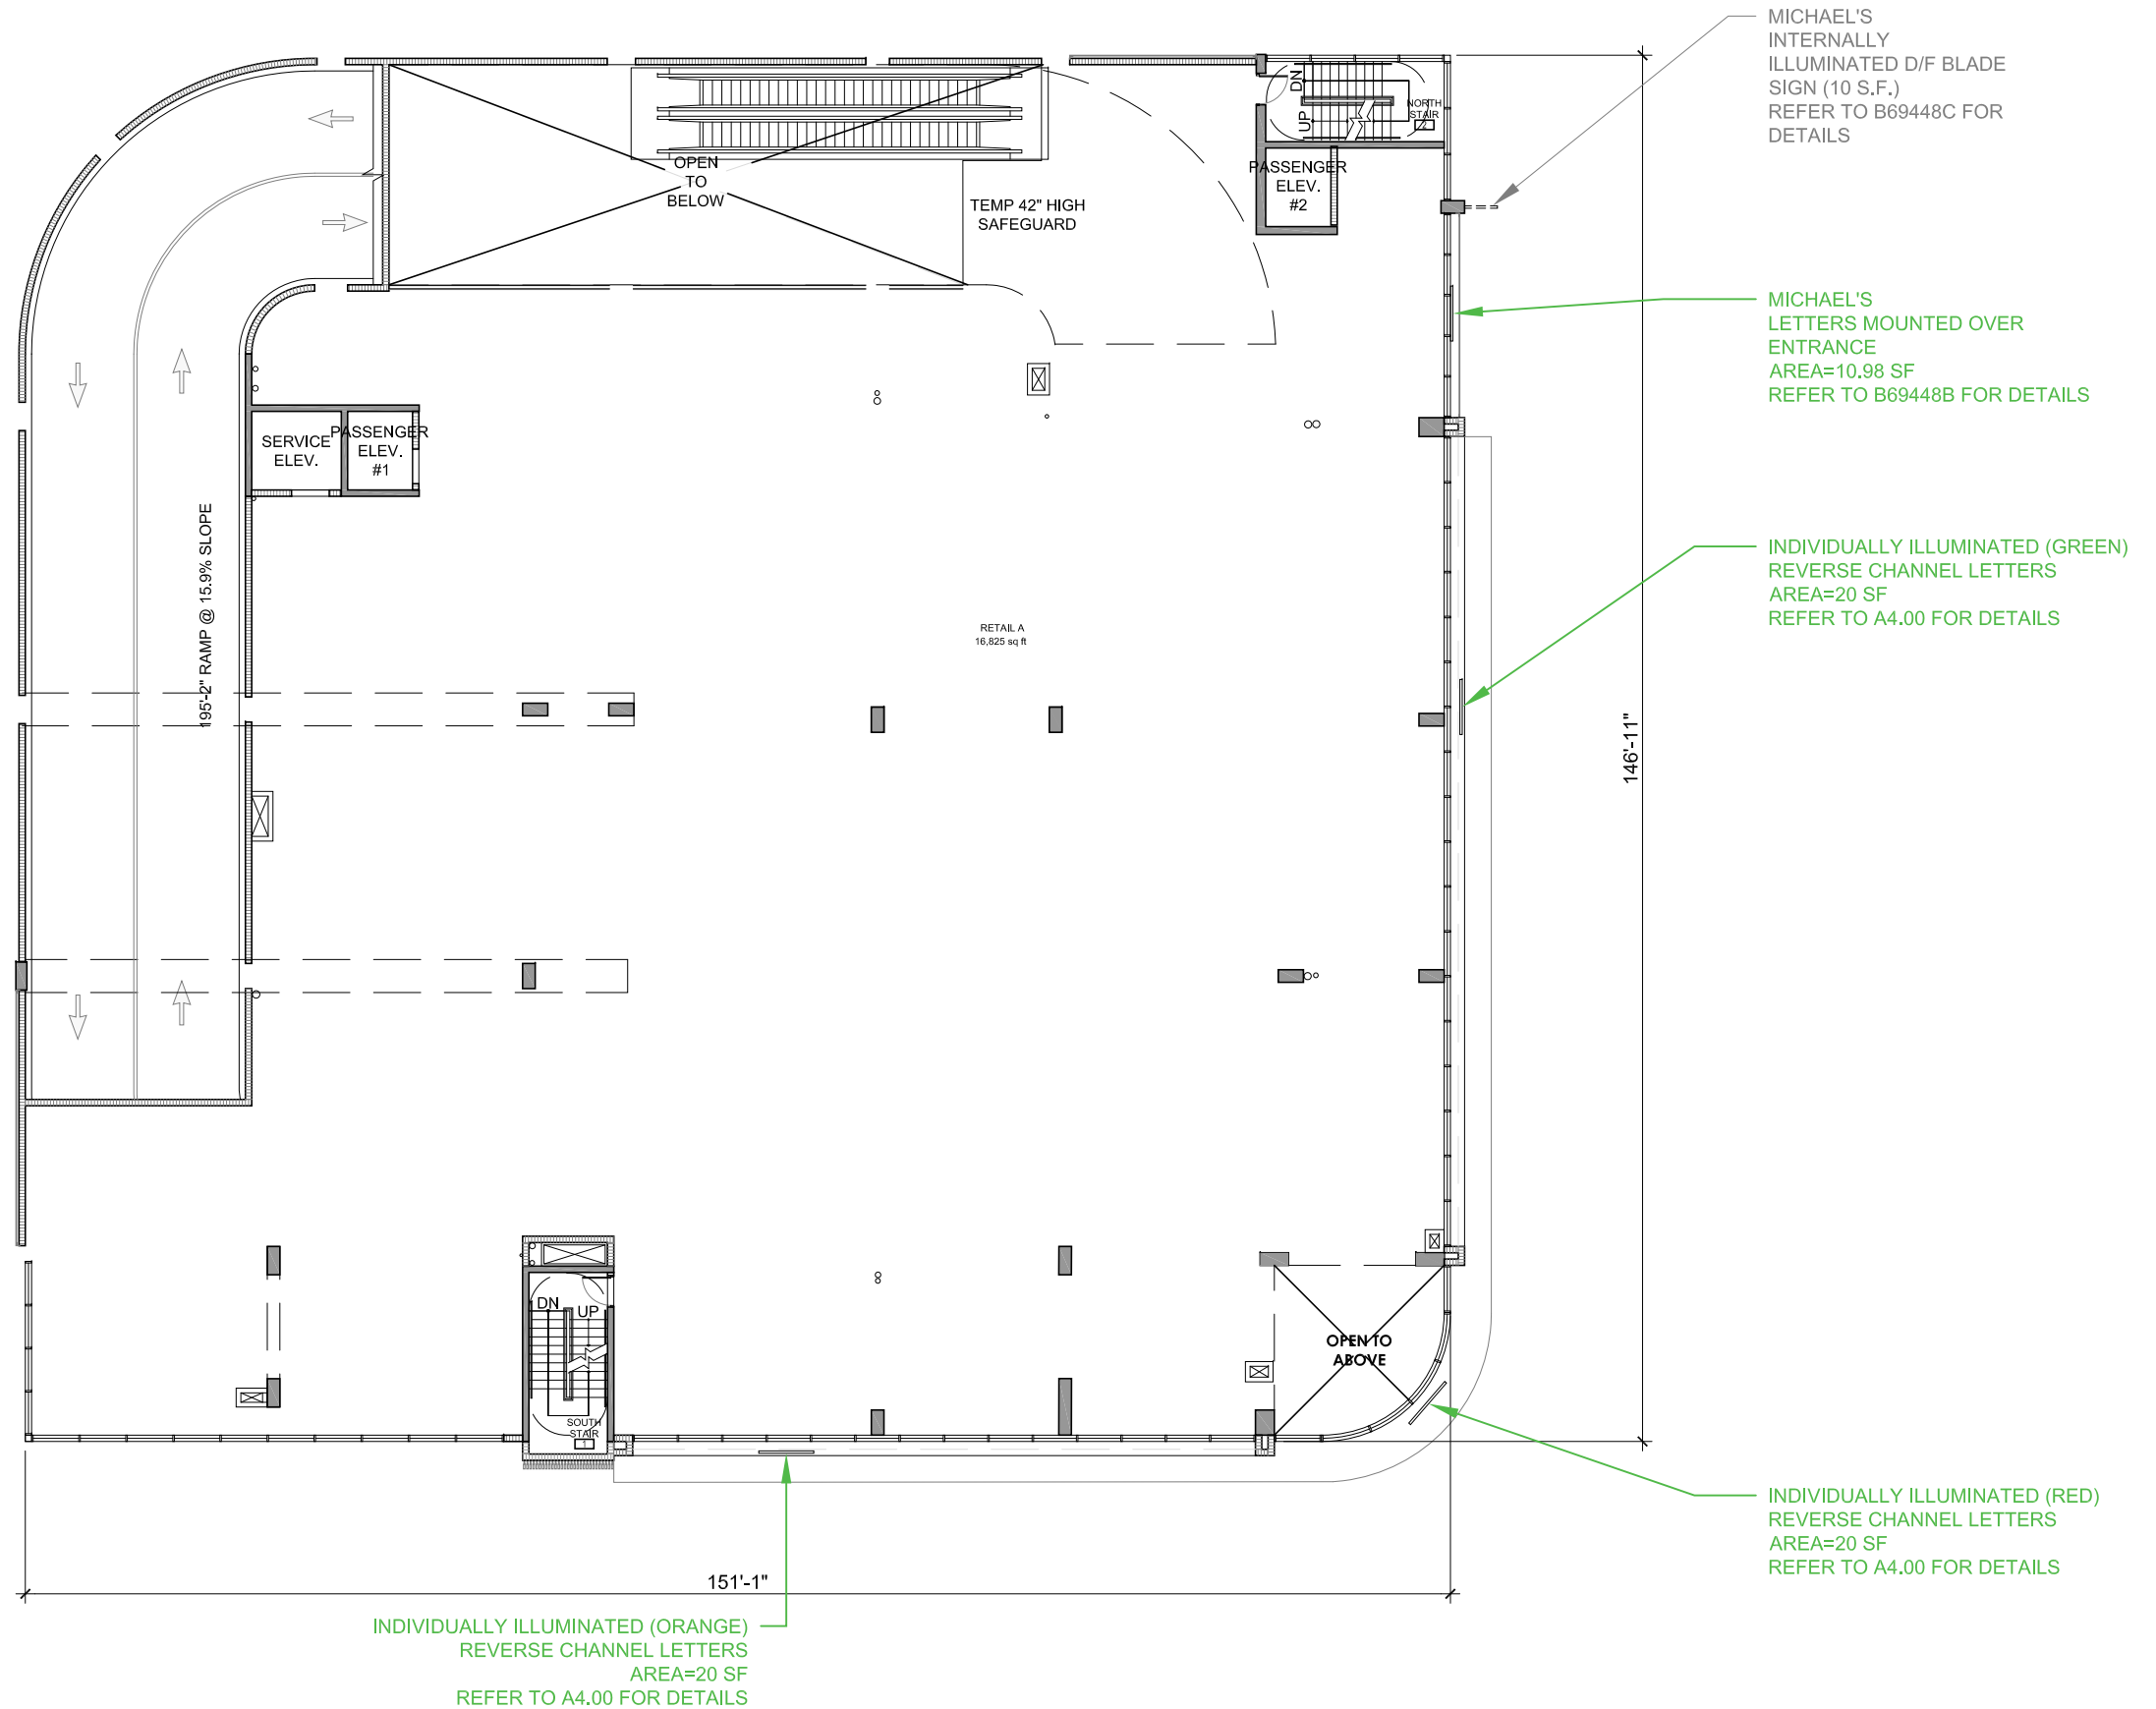 MICHAEL'S
INTERNALLY
ILLUMINATED D/F BLADE
SIGN (10 S.F.)
REFER TO B69448C FOR
DETAILS
DN
UP
NORTH
STAIR
2
OPEN
TO
BELOW
PASSENGER
ELEV.
#2
TEMP 42" HIGH
SAFEGUARD
MICHAEL'S
LETTERS MOUNTED OVER
ENTRANCE
AREA=10.98 SF
REFER TO B69448B FOR DETAILS
SERVICE
ELEV.
PASSENGER
ELEV.
#1
195'-2" RAMP @ 15.9% SLOPE
INDIVIDUALLY ILLUMINATED (GREEN)
REVERSE CHANNEL LETTERS
AREA=20 SF
REFER TO A4.00 FOR DETAILS
RETAIL A
16,825 sq ft
146'-11"
DN
UP
SOUTH
STAIR
1
OPEN TO
ABOVE
INDIVIDUALLY ILLUMINATED (RED)
REVERSE CHANNEL LETTERS
AREA=20 SF
REFER TO A4.00 FOR DETAILS
151'-1"
INDIVIDUALLY ILLUMINATED (ORANGE)
REVERSE CHANNEL LETTERS
AREA=20 SF
REFER TO A4.00 FOR DETAILS